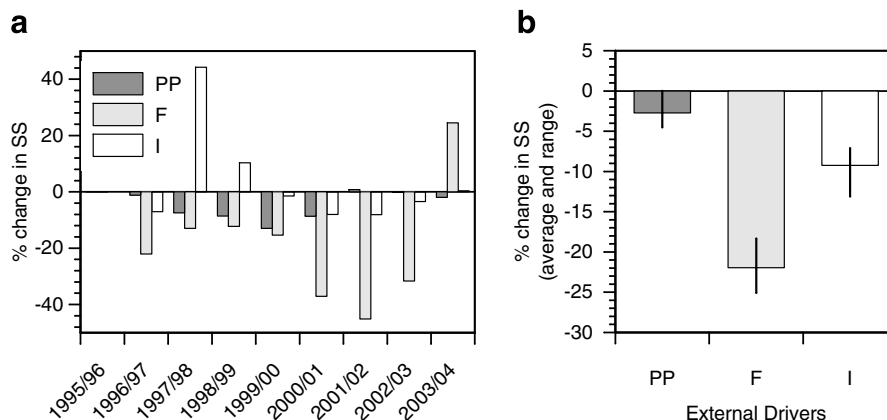 a
% change in SS
40
20
0
-20
-40
PP
F
I
1995/96
1996/97
1997/98
1998/99
1999/00
2000/01
2001/02
2002/03
2003/04
b
% change in SS
(average and range)
5
0
-5
-10
-15
-20
-25
-30
PP F I
External Drivers